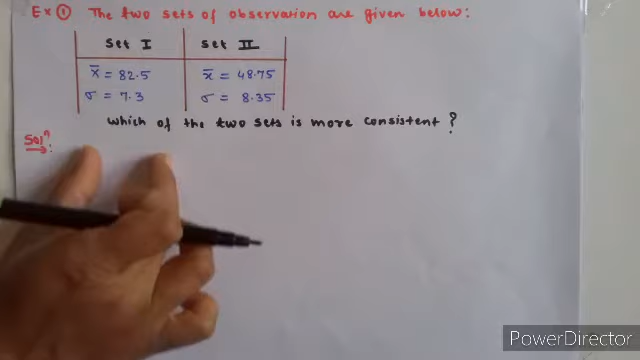 Ex ① The two sets of observation are given below:
Set I Set II
x̄ = 82.5 x̄ = 48.75
σ = 7.3 σ = 8.35
which of the two sets is more consistent ?
Solⁿ:
PowerDirector